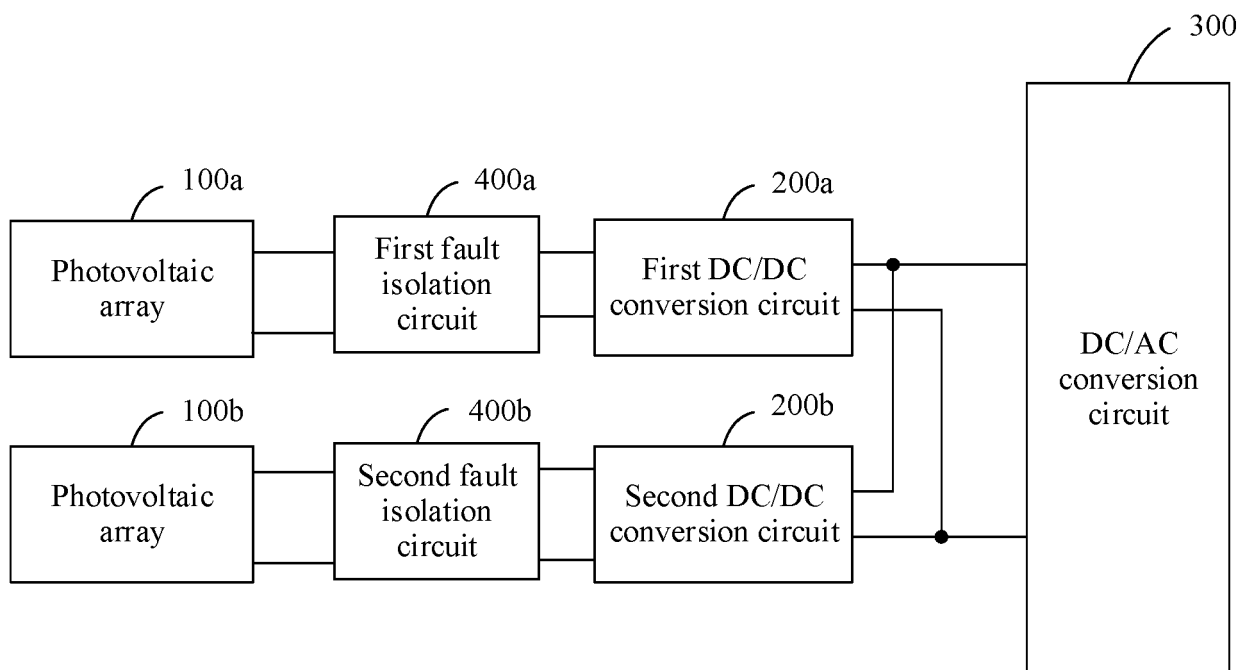 300
100a
400a
200a
Photovoltaic
array
First fault
isolation
circuit
First DC/DC
conversion circuit
DC/AC
conversion
circuit
100b
400b
200b
Photovoltaic
array
Second fault
isolation
circuit
Second DC/DC
conversion circuit